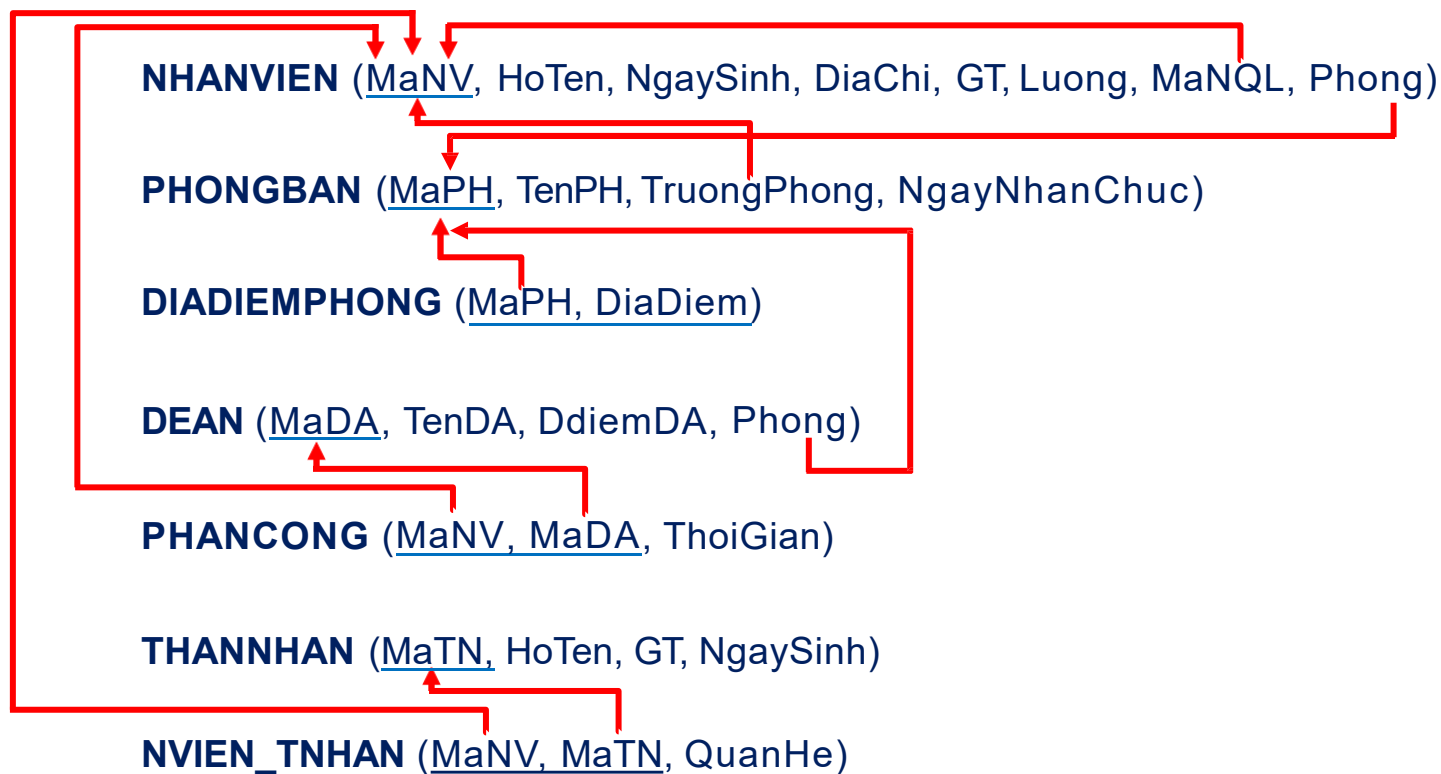 NHANVIEN (MaNV, HoTen, NgaySinh, DiaChi, GT, Luong, MaNQL, Phong)
PHONGBAN (MaPH, TenPH, TruongPhong, NgayNhanChuc)
DIADIEMPHONG (MaPH, DiaDiem)
DEAN (MaDA, TenDA, DdiemDA, Phong)
PHANCONG (MaNV, MaDA, ThoiGian)
THANNHAN (MaTN, HoTen, GT, NgaySinh)
NVIEN_TNHAN (MaNV, MaTN, QuanHe)